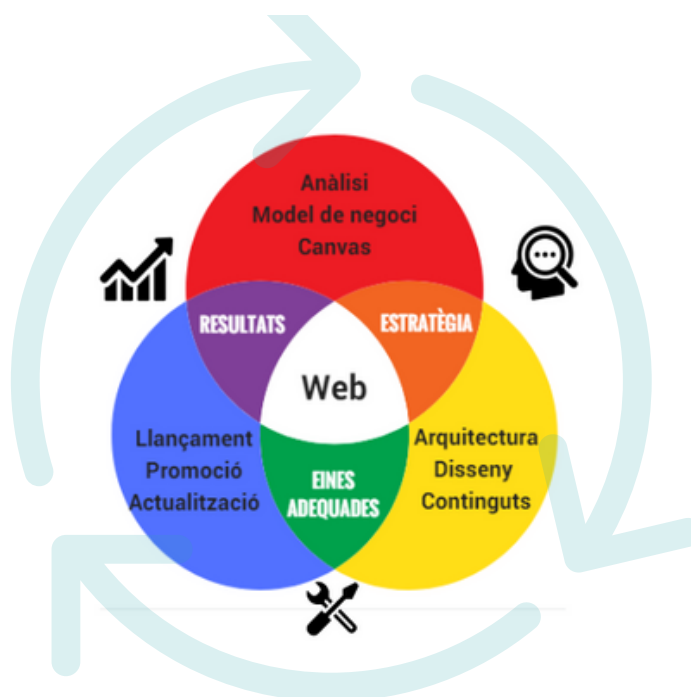 Anàlisi
Model de negoci
Canvas
RESULTATS
ESTRATÈGIA
Web
Llançament
Promoció
Actualització
Arquitectura
Disseny
Continguts
EINES
ADEQUADES